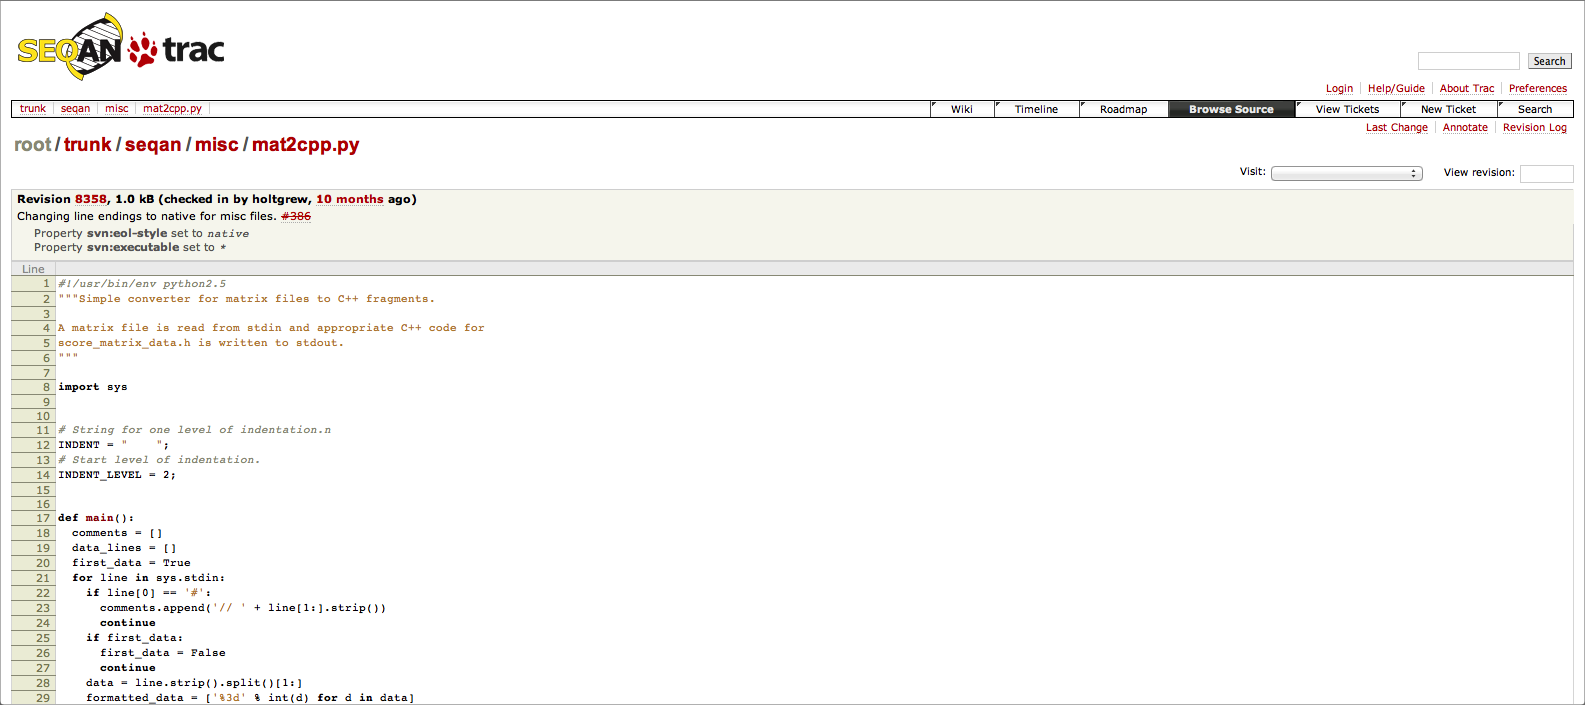 SEQAN trac
Search
Login Help/Guide About Trac Preferences
trunk seqan misc mat2cpp.py Wiki Timeline Roadmap Browse Source View Tickets New Ticket Search
Last Change Annotate Revision Log
root / trunk / seqan / misc / mat2cpp.py
Visit: View revision:
Revision 8358, 1.0 kB (checked in by holtgrew, 10 months ago)
Changing line endings to native for misc files. #386
Property svn:eol-style set to native
Property svn:executable set to *
Line
1 #!/usr/bin/env python2.5
2 """Simple converter for matrix files to C++ fragments.
3
4 A matrix file is read from stdin and appropriate C++ code for
5 score_matrix_data.h is written to stdout.
6 """
7
8 import sys
9
10
11 # String for one level of indentation.n
12 INDENT = "    ";
13 # Start level of indentation.
14 INDENT_LEVEL = 2;
15
16
17 def main():
18   comments = []
19   data_lines = []
20   first_data = True
21   for line in sys.stdin:
22     if line[0] == '#':
23       comments.append('// ' + line[1:].strip())
24       continue
25     if first_data:
26       first_data = False
27       continue
28     data = line.strip().split()[1:]
29     formatted_data = ['%3d' % int(d) for d in data]